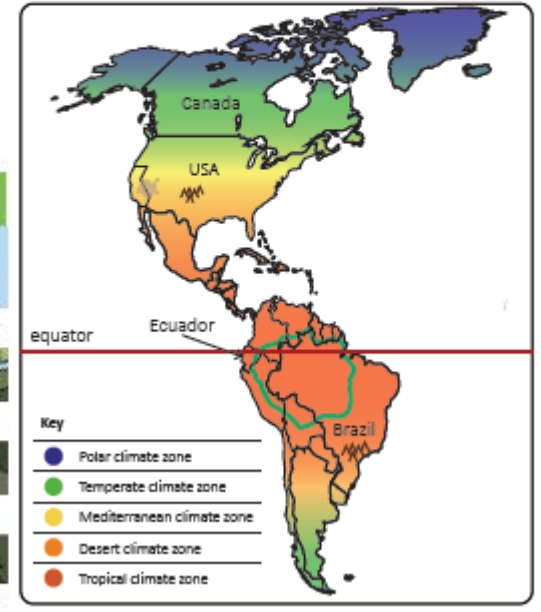 Canada
USA
Ecuador
equator
Brazil
Key
Polar climate zone
Temperate climate zone
Mediterranean climate zone
Desert climate zone
Tropical climate zone